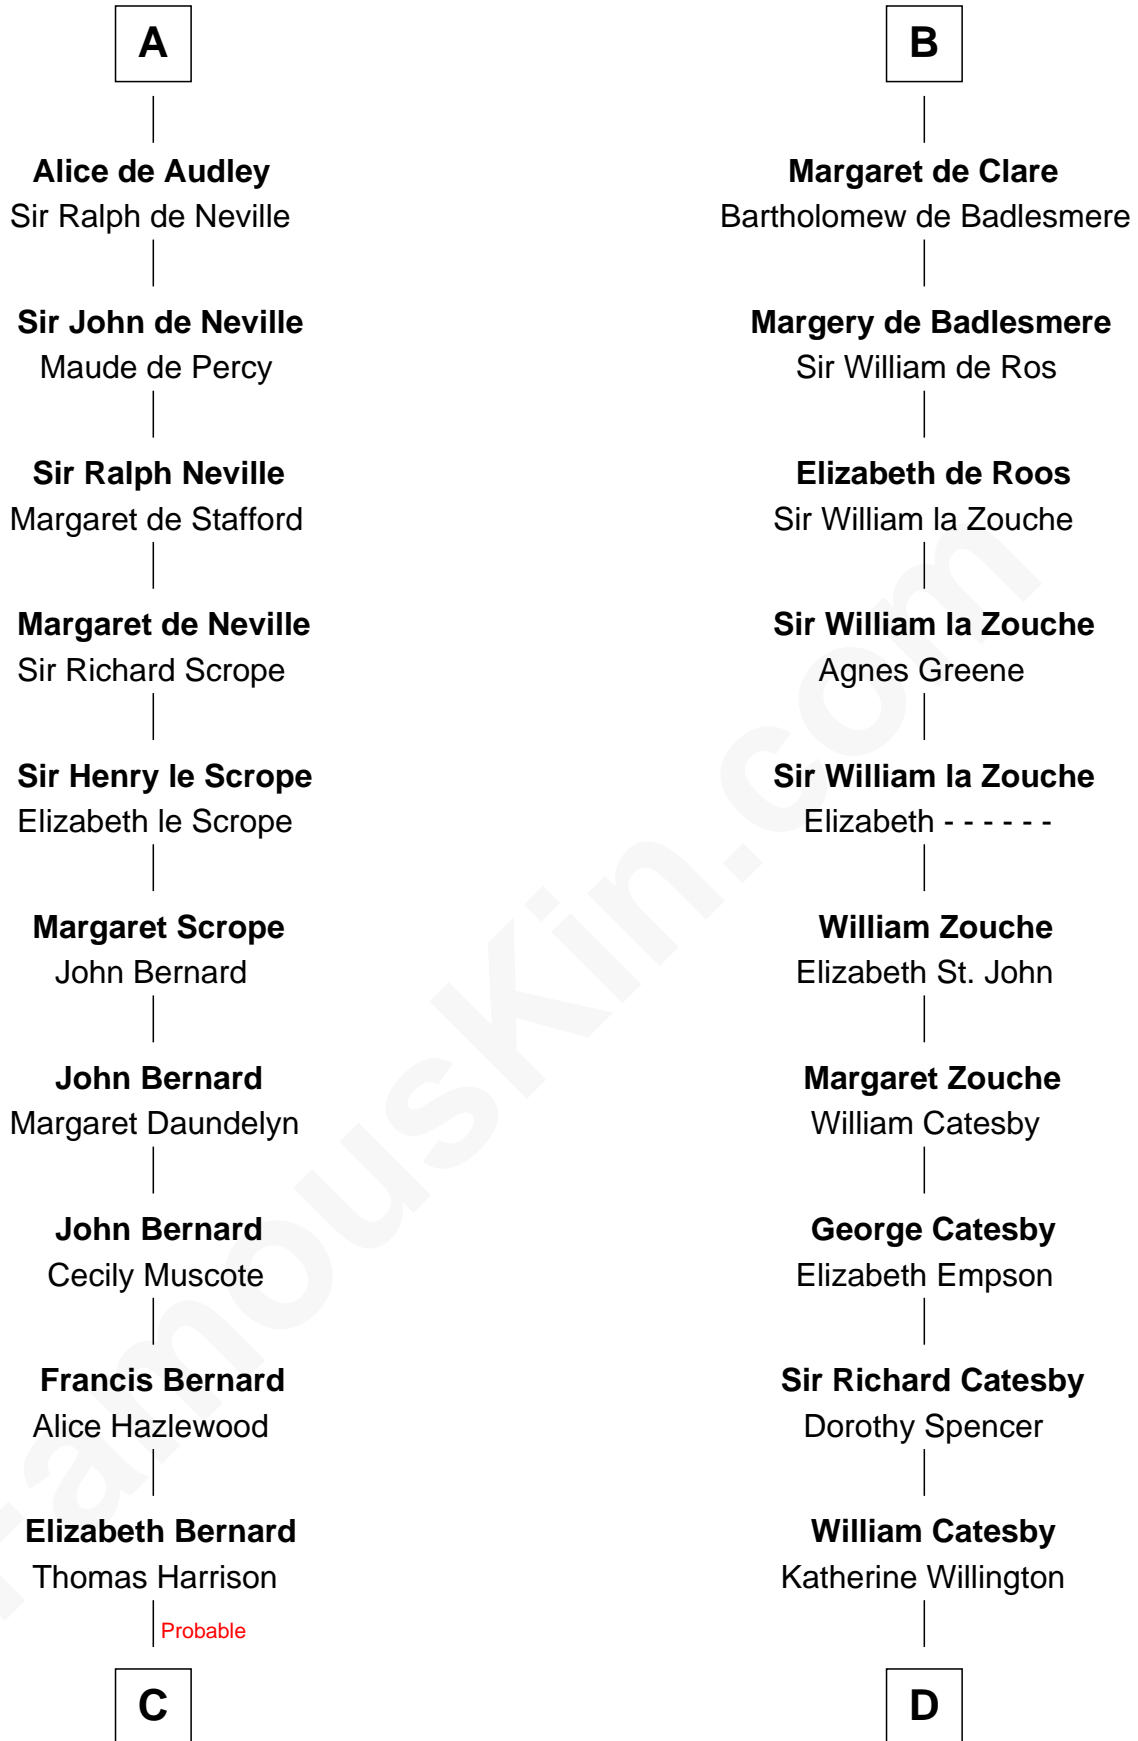 A
Alice de Audley
Sir Ralph de Neville
Sir John de Neville
Maude de Percy
Sir Ralph Neville
Margaret de Stafford
Margaret de Neville
Sir Richard Scrope
Sir Henry le Scrope
Elizabeth le Scrope
Margaret Scrope
John Bernard
John Bernard
Margaret Daundelyn
John Bernard
Cecily Muscote
Francis Bernard
Alice Hazlewood
Elizabeth Bernard
Thomas Harrison
Probable
C
B
Margaret de Clare
Bartholomew de Badlesmere
Margery de Badlesmere
Sir William de Ros
Elizabeth de Roos
Sir William la Zouche
Sir William la Zouche
Agnes Greene
Sir William la Zouche
Elizabeth - - - - - -
William Zouche
Elizabeth St. John
Margaret Zouche
William Catesby
George Catesby
Elizabeth Empson
Sir Richard Catesby
Dorothy Spencer
William Catesby
Katherine Willington
D
FamousKin.com